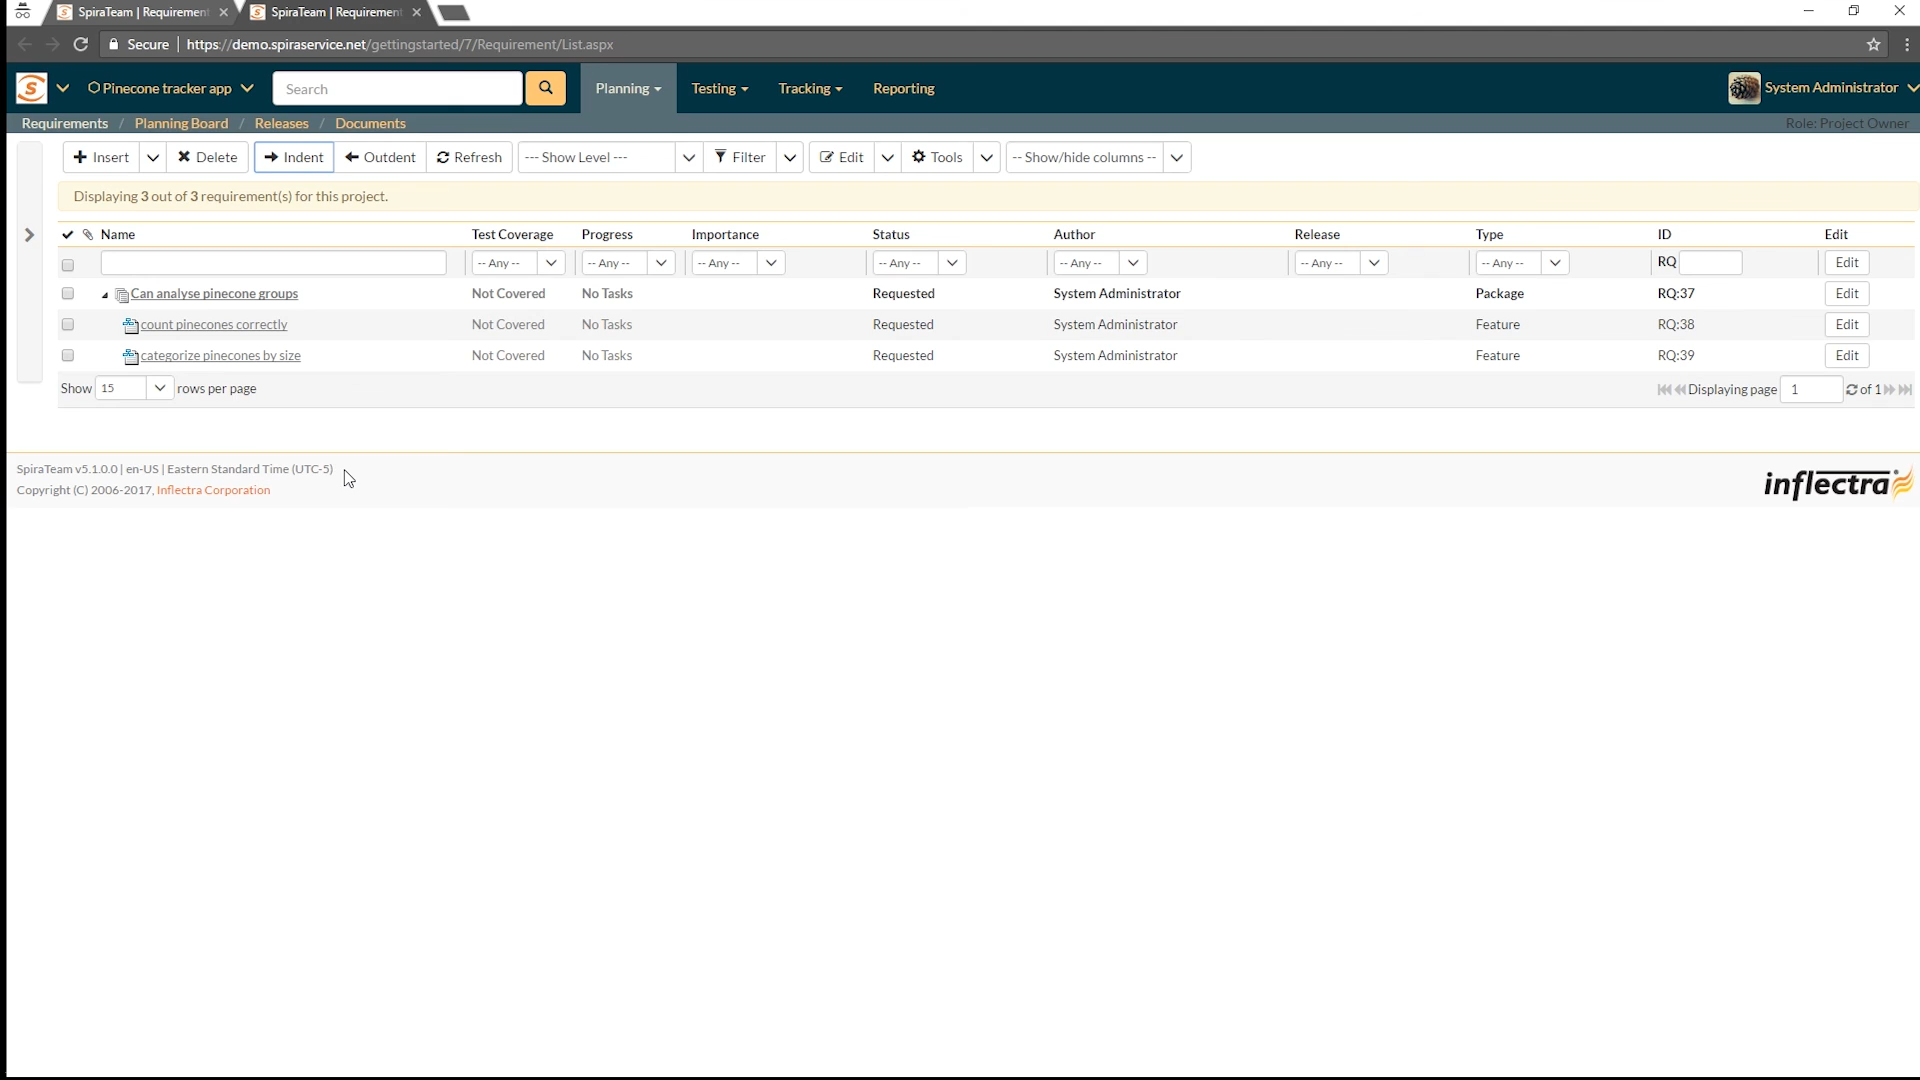 SpiraTeam | Requirement SpiraTeam | Requirement
Secure | https://demo.spiraservice.net/gettingstarted/7/Requirement/List.aspx
Pinecone tracker app Search Planning Testing Tracking Reporting System Administrator
Requirements / Planning Board / Releases / Documents Role: Project Owner
Insert Delete Indent Outdent Refresh --- Show Level --- Filter Edit Tools -- Show/hide columns --
Displaying 3 out of 3 requirement(s) for this project.
Name Test Coverage Progress Importance Status Author Release Type ID Edit
-- Any -- -- Any -- -- Any -- -- Any -- -- Any -- -- Any -- -- Any -- RQ Edit
Can analyse pinecone groups Not Covered No Tasks Requested System Administrator Package RQ:37 Edit
count pinecones correctly Not Covered No Tasks Requested System Administrator Feature RQ:38 Edit
categorize pinecones by size Not Covered No Tasks Requested System Administrator Feature RQ:39 Edit
Show 15 rows per page Displaying page 1 of 1
SpiraTeam v5.1.0.0 | en-US | Eastern Standard Time (UTC-5)
Copyright (C) 2006-2017, Inflectra Corporation
inflectra